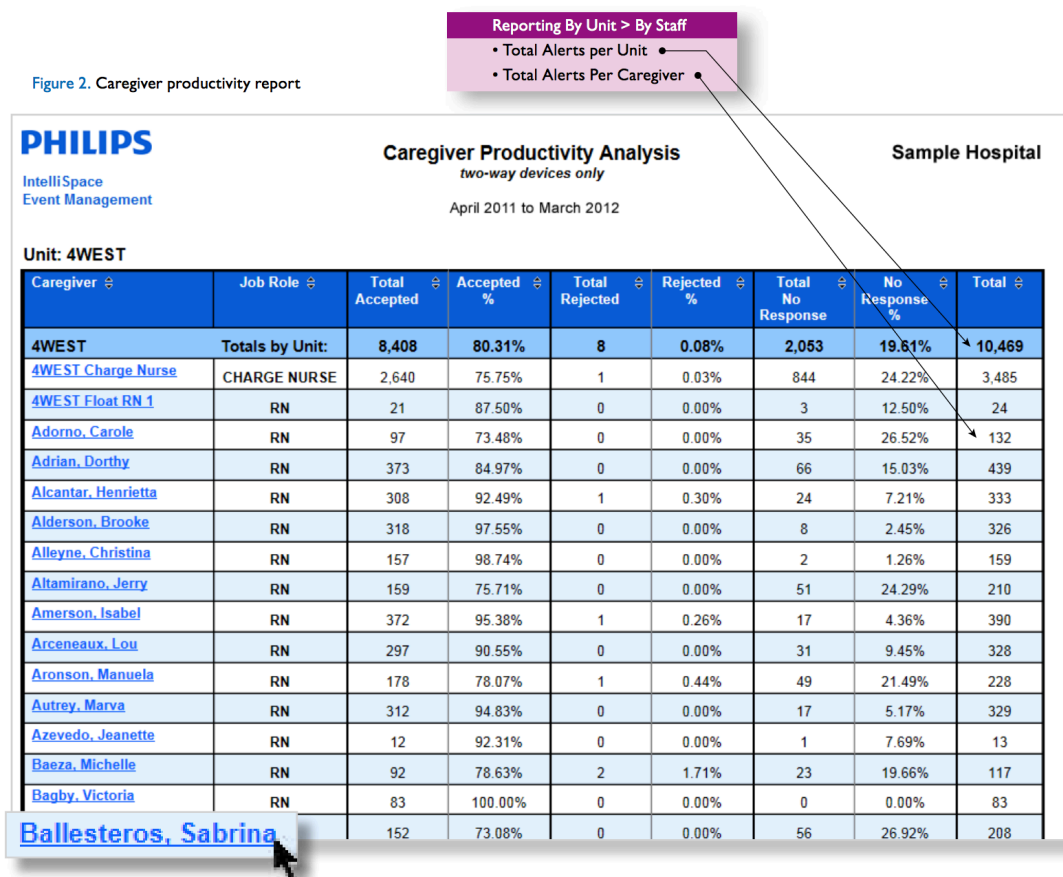 Reporting By Unit > By Staff
• Total Alerts per Unit
• Total Alerts Per Caregiver
Figure 2. Caregiver productivity report
PHILIPS
IntelliSpace
Event Management
Caregiver Productivity Analysis
two-way devices only
April 2011 to March 2012
Sample Hospital
Unit: 4WEST
Caregiver Job Role Total Accepted Accepted % Total Rejected Rejected % Total No Response No Response % Total
4WEST Totals by Unit: 8,408 80.31% 8 0.08% 2,053 19.61% 10,469
4WEST Charge Nurse CHARGE NURSE 2,640 75.75% 1 0.03% 844 24.22% 3,485
4WEST Float RN 1 RN 21 87.50% 0 0.00% 3 12.50% 24
Adorno, Carole RN 97 73.48% 0 0.00% 35 26.52% 132
Adrian, Dorthy RN 373 84.97% 0 0.00% 66 15.03% 439
Alcantar, Henrietta RN 308 92.49% 1 0.30% 24 7.21% 333
Alderson, Brooke RN 318 97.55% 0 0.00% 8 2.45% 326
Alleyne, Christina RN 157 98.74% 0 0.00% 2 1.26% 159
Altamirano, Jerry RN 159 75.71% 0 0.00% 51 24.29% 210
Amerson, Isabel RN 372 95.38% 1 0.26% 17 4.36% 390
Arceneaux, Lou RN 297 90.55% 0 0.00% 31 9.45% 328
Aronson, Manuela RN 178 78.07% 1 0.44% 49 21.49% 228
Autrey, Marva RN 312 94.83% 0 0.00% 17 5.17% 329
Azevedo, Jeanette RN 12 92.31% 0 0.00% 1 7.69% 13
Baeza, Michelle RN 92 78.63% 2 1.71% 23 19.66% 117
Bagby, Victoria RN 83 100.00% 0 0.00% 0 0.00% 83
Ballesteros, Sabrina 152 73.08% 0 0.00% 56 26.92% 208